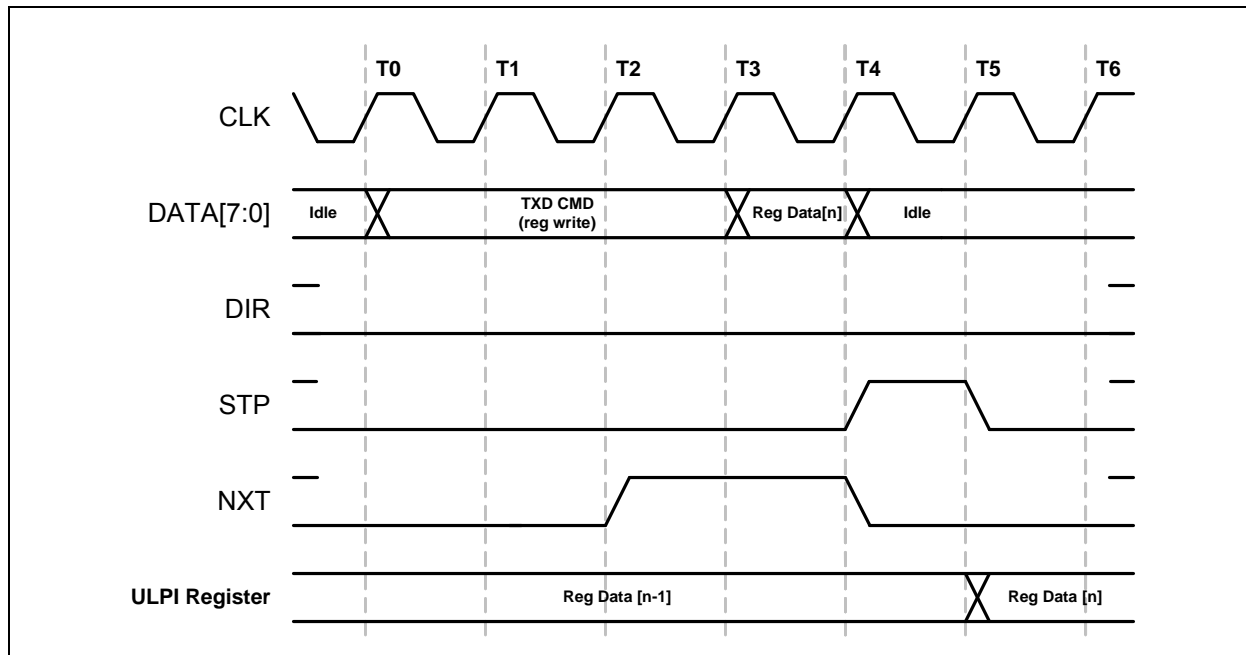 T0 T1 T2 T3 T4 T5 T6
CLK
DATA[7:0]
Idle
TXD CMD
(reg write)
Reg Data[n]
Idle
DIR
STP
NXT
ULPI Register
Reg Data [n-1]
Reg Data [n]